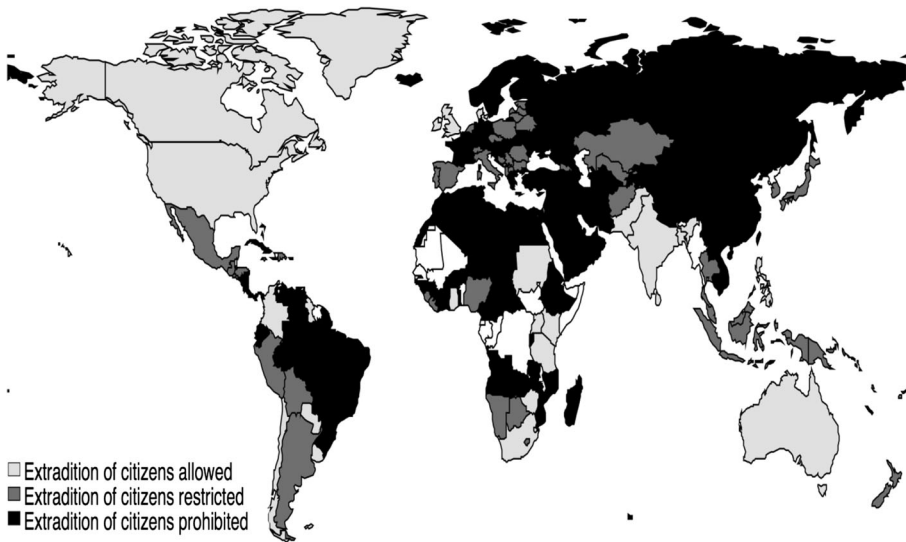 Extradition of citizens allowed
Extradition of citizens restricted
Extradition of citizens prohibited